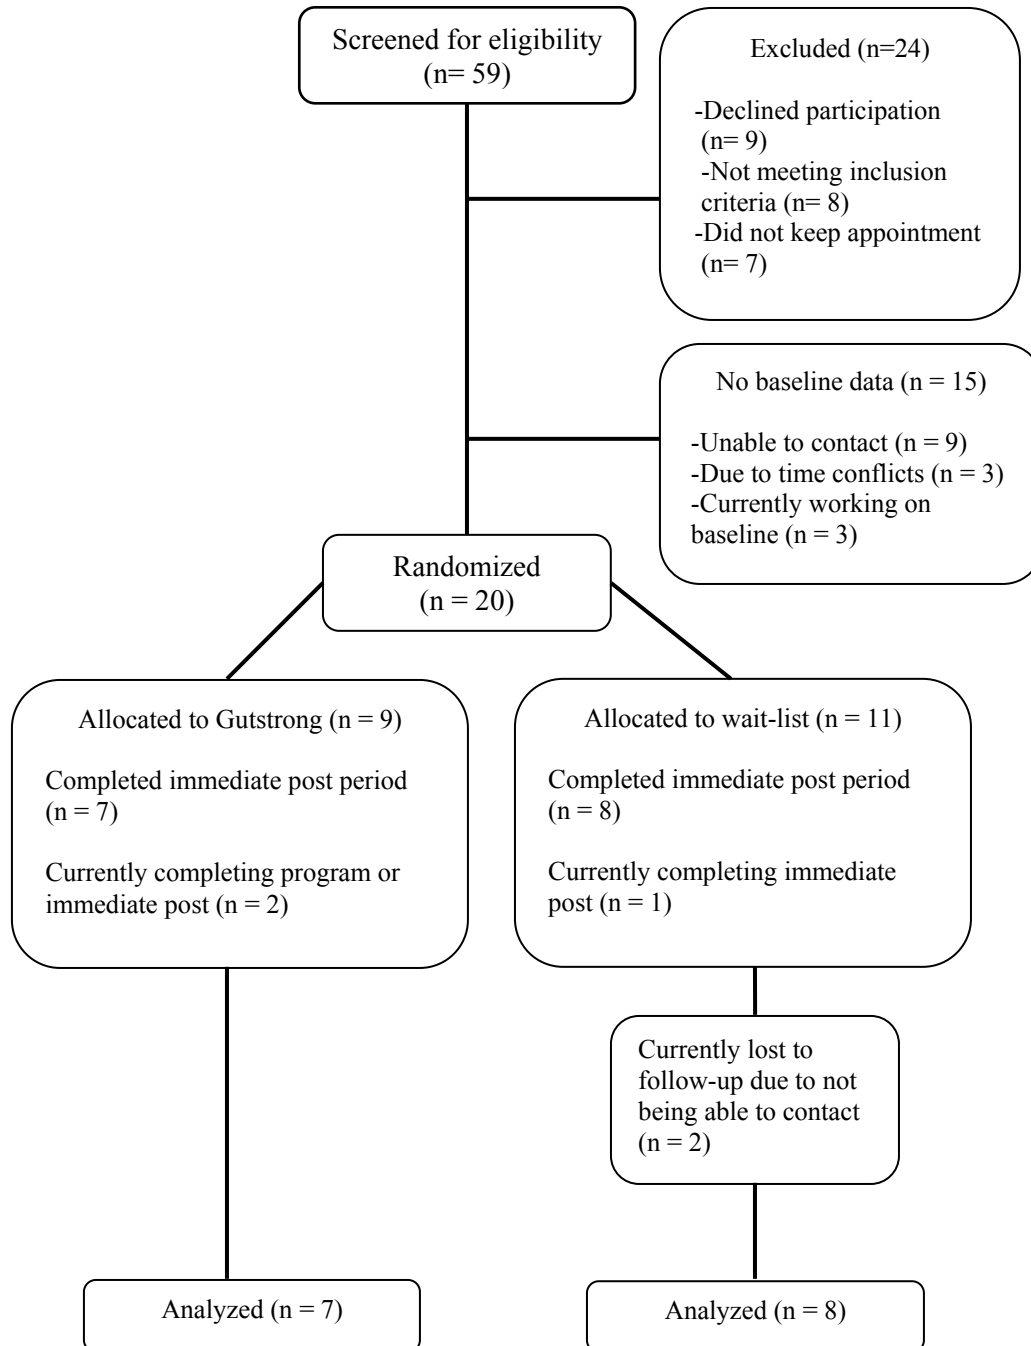 Screened for eligibility
(n= 59)
Excluded (n=24)
-Declined participation
(n= 9)
-Not meeting inclusion
criteria (n= 8)
-Did not keep appointment
(n= 7)
No baseline data (n = 15)
-Unable to contact (n = 9)
-Due to time conflicts (n = 3)
-Currently working on
baseline (n = 3)
Randomized
(n = 20)
Allocated to Gutstrong (n = 9)
Completed immediate post period
(n = 7)
Currently completing program or
immediate post (n = 2)
Allocated to wait-list (n = 11)
Completed immediate post period
(n = 8)
Currently completing immediate
post (n = 1)
Currently lost to
follow-up due to not
being able to contact
(n = 2)
Analyzed (n = 7)
Analyzed (n = 8)